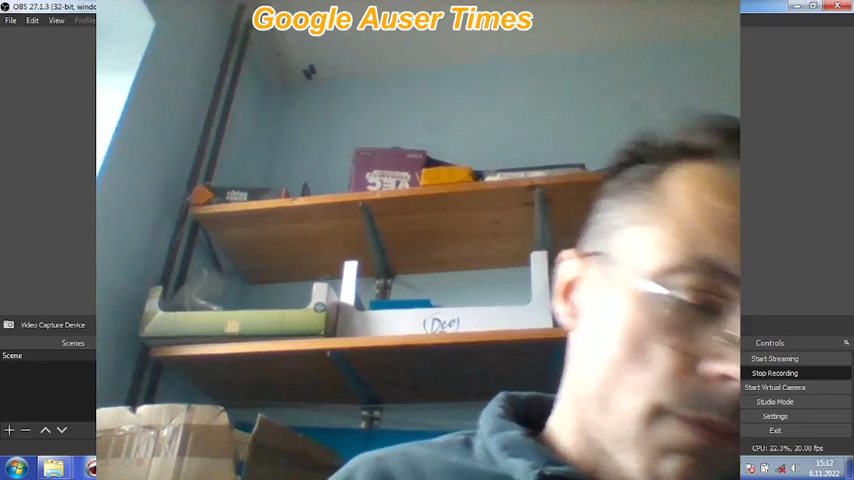 OBS 27.1.3 (32-bit, windo
Google Auser Times
File Edit View Profile
Deo
Video Capture Device
Scenes
Scene
Controls
Start Streaming
Stop Recording
Start Virtual Camera
Studio Mode
Settings
Exit
CPU: 22.3%, 20.00 fps
15:12
6.11.2022